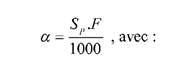 α = S_p.F / 1000 , avec :